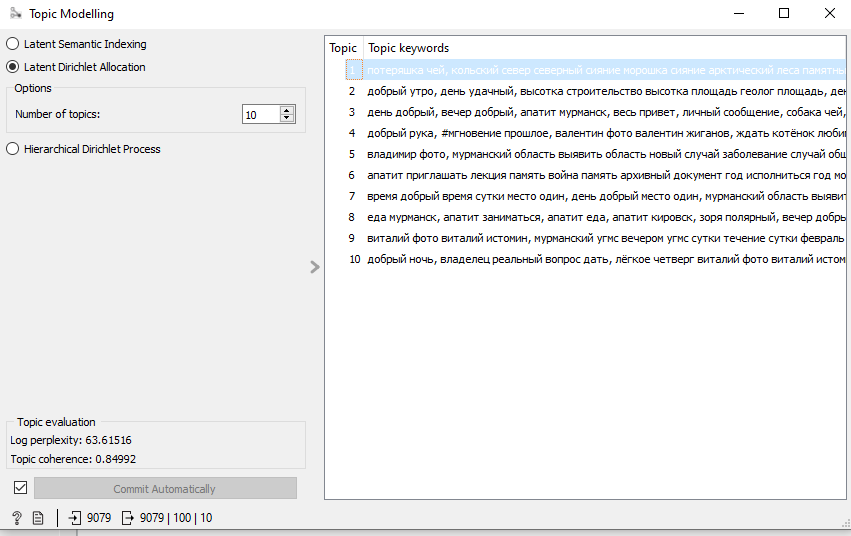 Topic Modelling
Latent Semantic Indexing
Latent Dirichlet Allocation
Options
Number of topics: 10
Hierarchical Dirichlet Process
Topic evaluation
Log perplexity: 63.61516
Topic coherence: 0.84992
Commit Automatically
? 9079 9079 | 100 | 10
Topic Topic keywords
1 потеряшка чей, кольский север северный сияние морошка сияние арктический леса памятны
2 добрый утро, день удачный, высотка строительство высотка площадь геолог площадь, ден
3 день добрый, вечер добрый, апатит мурманск, весь привет, личный сообщение, собака чей,
4 добрый рука, #мгновение прошлое, валентин фото валентин жиганов, ждать котёнок люби
5 владимир фото, мурманский область выявить область новый случай заболевание случай общ
6 апатит приглашать лекция память война память архивный документ год исполниться год мо
7 время добрый время сутки место один, день добрый место один, мурманский область выявит
8 еда мурманск, апатит заниматься, апатит еда, апатит кировск, зоря полярный, вечер добры
9 виталий фото виталий истомин, мурманский угмс вечером угмс сутки течение сутки февраль
10 добрый ночь, владелец реальный вопрос дать, лёгкое четверг виталий фото виталий истом